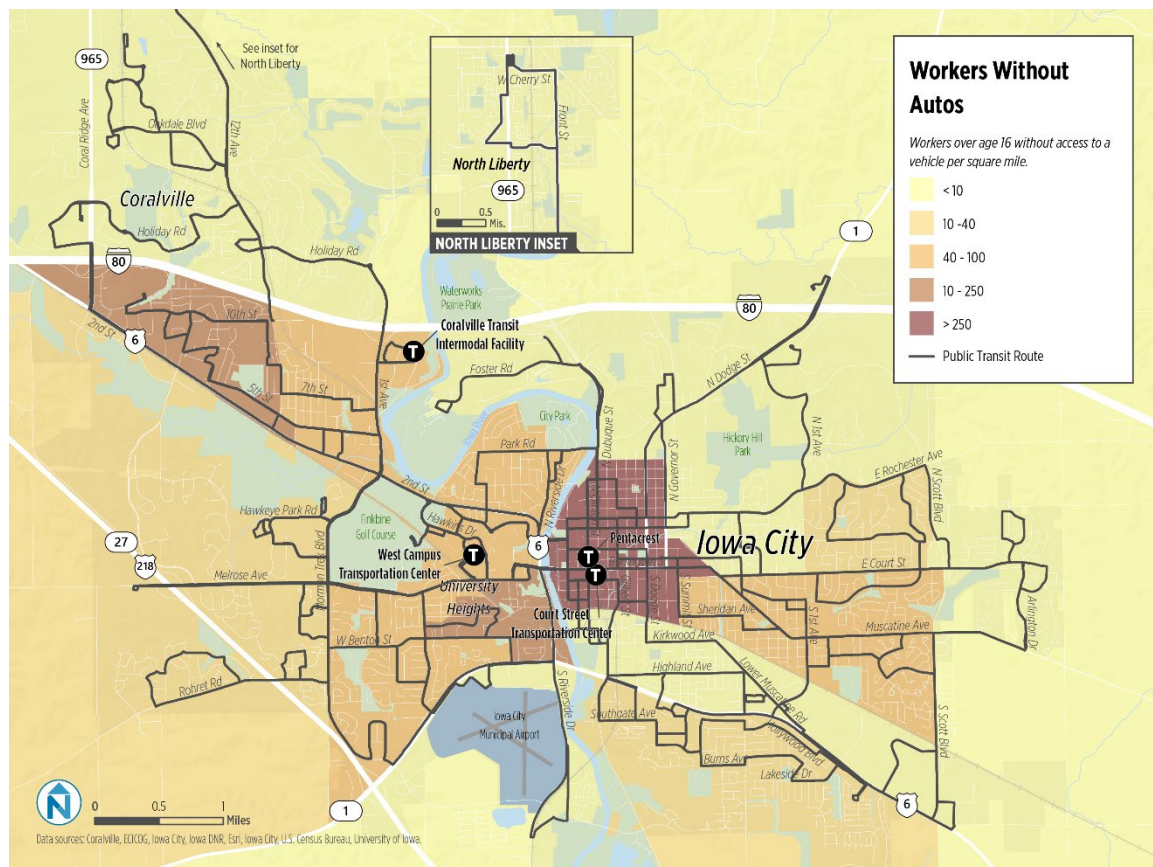 965
See inset for
North Liberty
W Cherry St
Front St
North Liberty
965
0 0.5
Mis.
NORTH LIBERTY INSET
Workers Without
Autos
Workers over age 16 without access to a
vehicle per square mile.
< 10
10 -40
40 - 100
10 - 250
> 250
Public Transit Route
Coral Ridge Ave
Oakdale Blvd
12th Ave
Coralville
Holiday Rd
Holiday Rd
80
1
Waterworks
Prairie Park
80
10th St
2nd St
6
Coralville Transit
Intermodal Facility
T
Foster Rd
N Dodge St
5th St
7th St
1st Ave
City Park
Iowa River
N Dubuque St
Hickory Hill
Park
N 1st Ave
Park Rd
N Governor St
E Rochester Ave
N Scott Blvd
2nd St
N Riverside Dr
Hawkeye Park Rd
Finkbine
Golf Course
Hawkins Dr
27
218
Mormon Trek Blvd
West Campus
Transportation Center
T
6
Pentacrest
T
T
Iowa City
Melrose Ave
University
Heights
E Court St
Court Street
Transportation Center
S Summit St
Sheridan Ave
S 1st Ave
Muscatine Ave
Arlington Dr
W Benton St
Kirkwood Ave
Highland Ave
Lower Muscatine Rd
Rohret Rd
S Riverside Dr
Southgate Ave
Hollywood Blvd
S Scott Blvd
Iowa City
Municipal Airport
Burns Ave
Lakeside Dr
6
N
0 0.5 1
Miles
1
Data sources: Coralville, ECICOG, Iowa City, Iowa DNR, Esri, Iowa City, U.S. Census Bureau, University of Iowa.